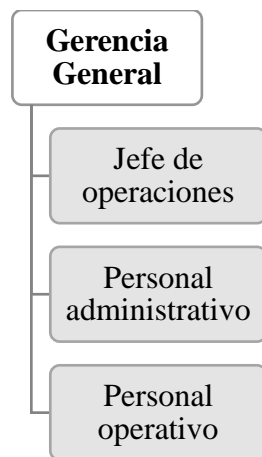 Gerencia
General
Jefe de
operaciones
Personal
administrativo
Personal
operativo